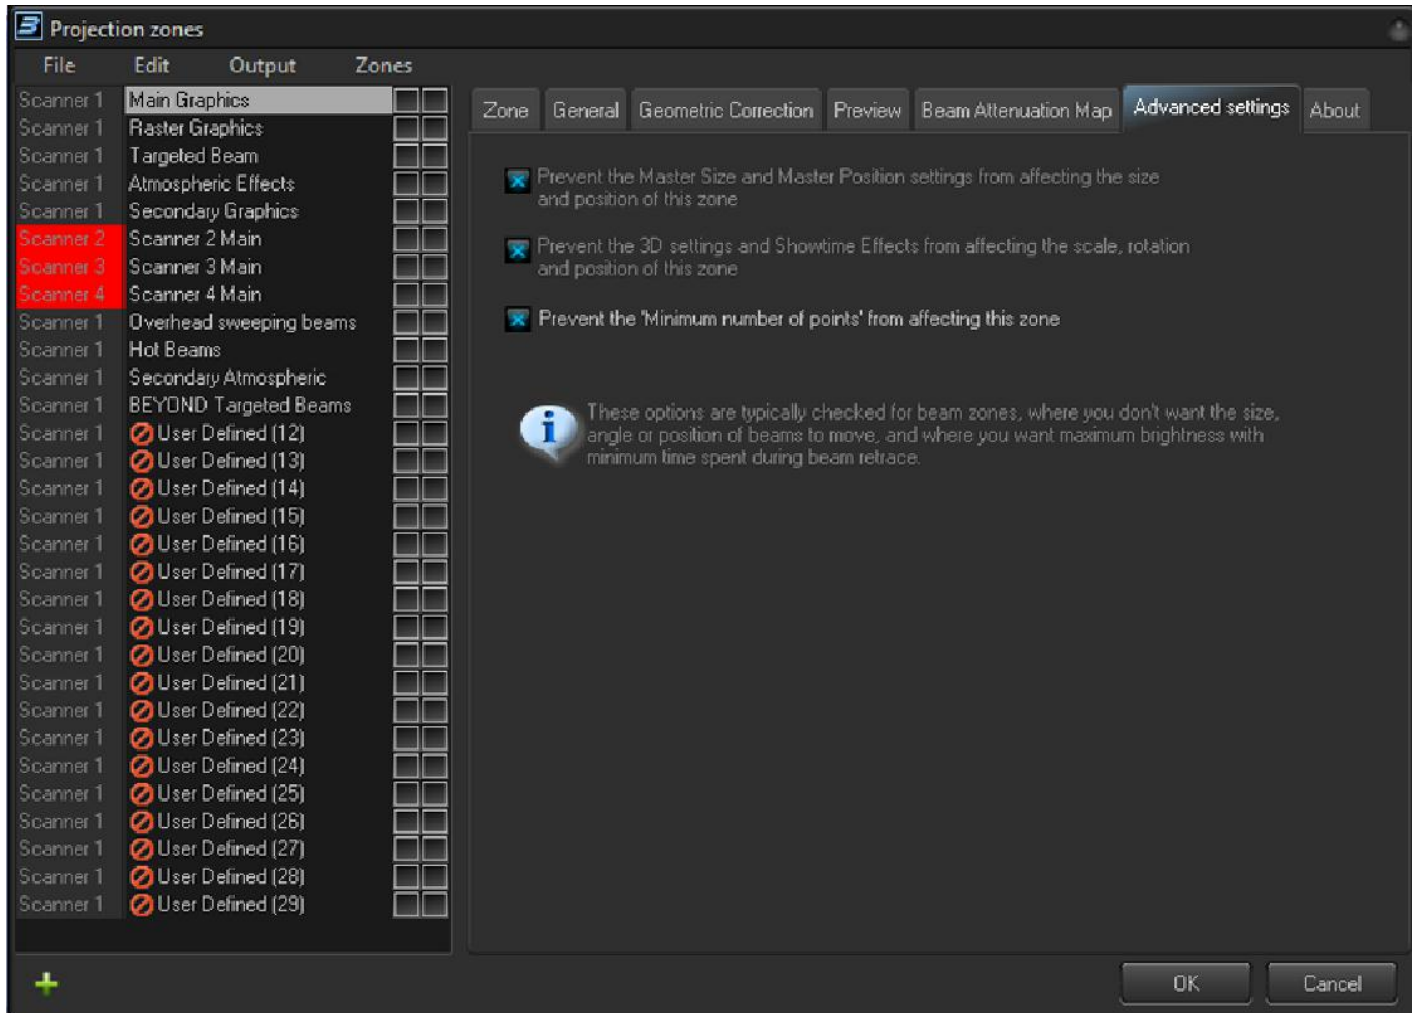 Projection zones
File Edit Output Zones
Scanner 1 Main Graphics
Scanner 1 Raster Graphics
Scanner 1 Targeted Beam
Scanner 1 Atmospheric Effects
Scanner 1 Secondary Graphics
Scanner 2 Scanner 2 Main
Scanner 3 Scanner 3 Main
Scanner 4 Scanner 4 Main
Scanner 1 Overhead sweeping beams
Scanner 1 Hot Beams
Scanner 1 Secondary Atmospheric
Scanner 1 BEYOND Targeted Beams
Scanner 1 User Defined (12)
Scanner 1 User Defined (13)
Scanner 1 User Defined (14)
Scanner 1 User Defined (15)
Scanner 1 User Defined (16)
Scanner 1 User Defined (17)
Scanner 1 User Defined (18)
Scanner 1 User Defined (19)
Scanner 1 User Defined (20)
Scanner 1 User Defined (21)
Scanner 1 User Defined (22)
Scanner 1 User Defined (23)
Scanner 1 User Defined (24)
Scanner 1 User Defined (25)
Scanner 1 User Defined (26)
Scanner 1 User Defined (27)
Scanner 1 User Defined (28)
Scanner 1 User Defined (29)
Zone General Geometric Correction Preview Beam Attenuation Map Advanced settings About
Prevent the Master Size and Master Position settings from affecting the size
and position of this zone
Prevent the 3D settings and Showtime Effects from affecting the scale, rotation
and position of this zone
Prevent the 'Minimum number of points' from affecting this zone
These options are typically checked for beam zones, where you don't want the size,
angle or position of beams to move, and where you want maximum brightness with
minimum time spent during beam retrace.
OK Cancel